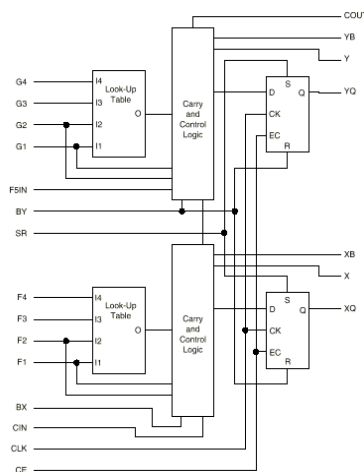 COUT
YB
Y
G4 I4 Look-Up Table S
G3 I3 D Q YQ
G2 I2 O Carry and Control Logic CK
G1 I1 EC
R
F5IN
BY
SR
XB
X
F4 I4 Look-Up Table S
F3 I3 D Q XQ
F2 I2 O Carry and Control Logic CK
F1 I1 EC
R
BX
CIN
CLK
CE